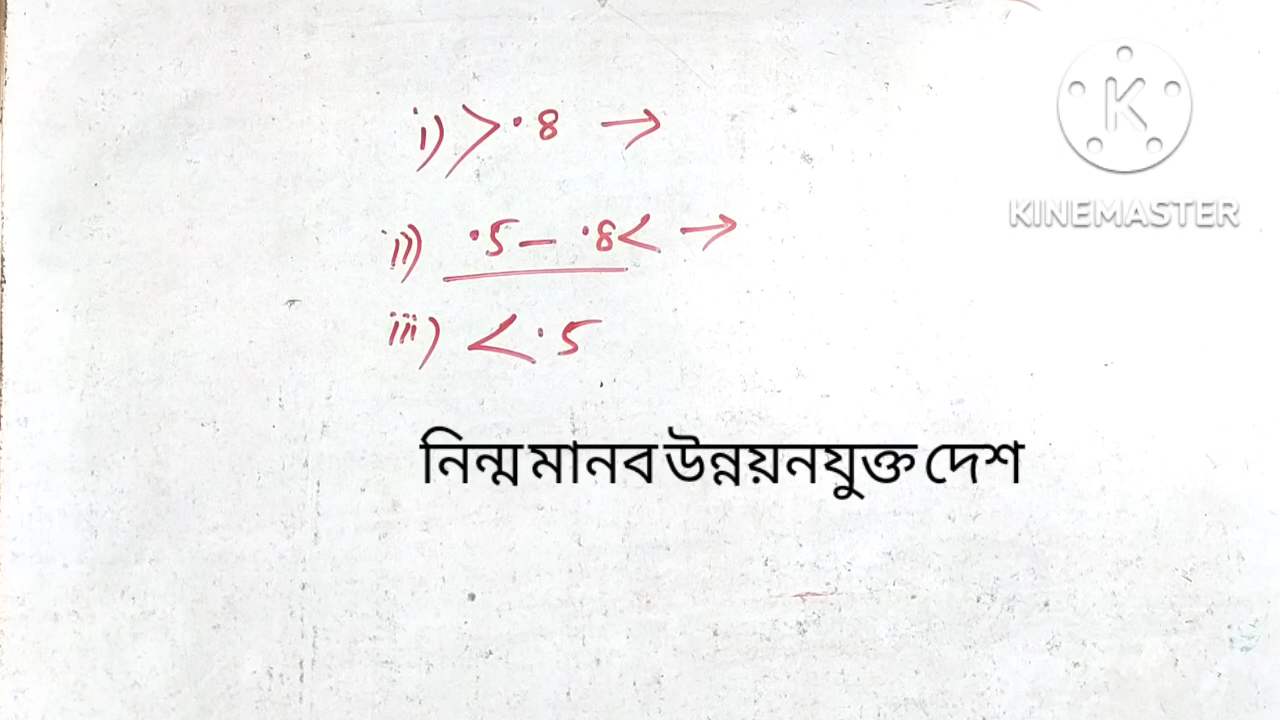 i) > .8 →
ii) .5 – .8< →
iii) < .5
নিন্ম মানব উন্নয়নযুক্ত দেশ
K
KINEMASTER